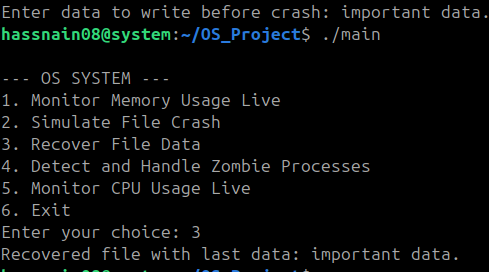 Enter data to write before crash: important data.
hassnain08@system:~/OS_Project$ ./main
--- OS SYSTEM ---
1. Monitor Memory Usage Live
2. Simulate File Crash
3. Recover File Data
4. Detect and Handle Zombie Processes
5. Monitor CPU Usage Live
6. Exit
Enter your choice: 3
Recovered file with last data: important data.